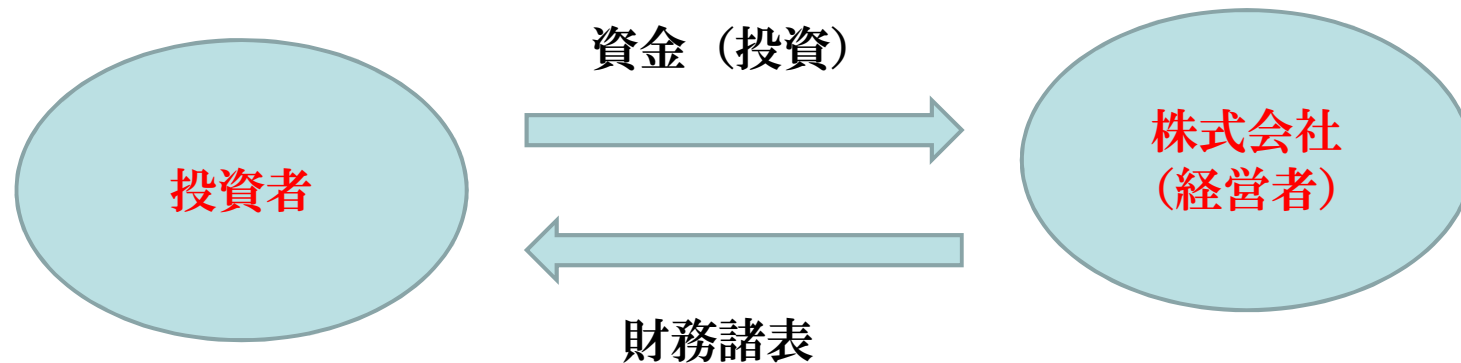 資金（投資）
投資者
株式会社
（経営者）
財務諸表